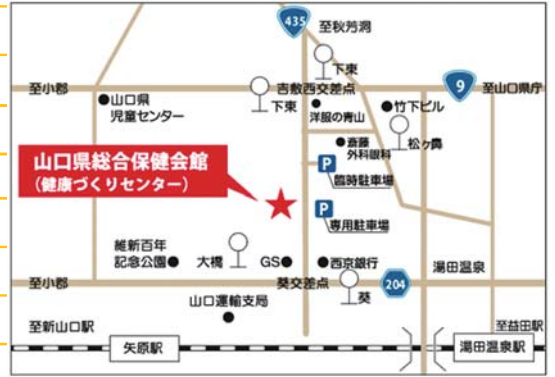 435
至秋芳洞
下東
9
至小郡
吉敷西交差点
至山口県庁
山口県
児童センター
下東
洋服の青山
竹下ビル
斎藤
外科眼科
松ヶ鼻
山口県総合保健会館
(健康づくりセンター)
P
臨時駐車場
P
専用駐車場
維新百年
記念公園
大橋
GS
西京銀行
湯田温泉
至小郡
葵交差点
葵
204
山口運輸支局
至新山口駅
至益田駅
矢原駅
湯田温泉駅